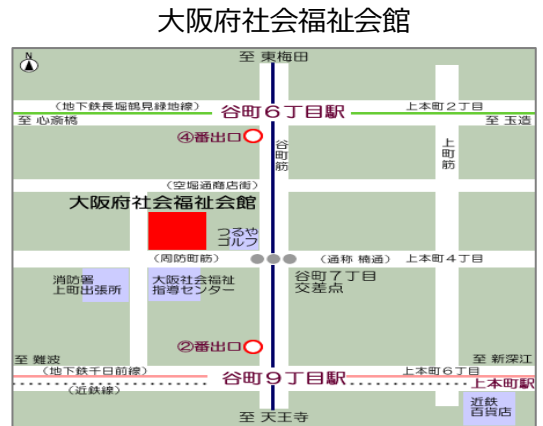 大阪府社会福祉会館
N
至 東梅田
(地下鉄長堀鶴見緑地線)
谷町6丁目駅
上本町2丁目
至 心斎橋
至 玉造
④番出口
谷町筋
上町筋
(空堀通商店街)
大阪府社会福祉会館
つるや
ゴルフ
(周防町筋)
(通称 楠通)
上本町4丁目
消防署
上町出張所
大阪社会福祉
指導センター
谷町7丁目
交差点
②番出口
至 難波
至 新深江
(地下鉄千日前線)
谷町9丁目駅
上本町6丁目
(近鉄線)
上本町駅
近鉄
百貨店
至 天王寺